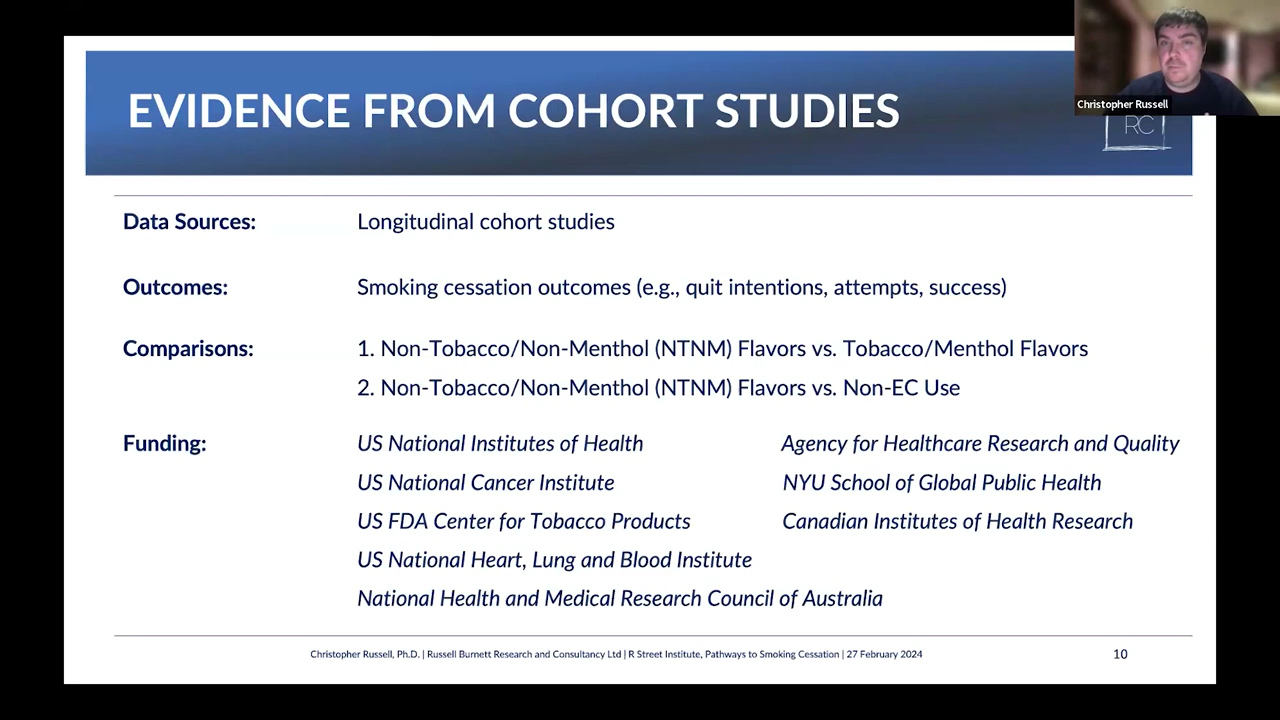 EVIDENCE FROM COHORT STUDIES
Christopher Russell
RC
Data Sources: Longitudinal cohort studies
Outcomes: Smoking cessation outcomes (e.g., quit intentions, attempts, success)
Comparisons: 1. Non-Tobacco/Non-Menthol (NTNM) Flavors vs. Tobacco/Menthol Flavors
2. Non-Tobacco/Non-Menthol (NTNM) Flavors vs. Non-EC Use
Funding: US National Institutes of Health Agency for Healthcare Research and Quality
US National Cancer Institute NYU School of Global Public Health
US FDA Center for Tobacco Products Canadian Institutes of Health Research
US National Heart, Lung and Blood Institute
National Health and Medical Research Council of Australia
Christopher Russell, Ph.D. | Russell Burnett Research and Consultancy Ltd | R Street Institute, Pathways to Smoking Cessation | 27 February 2024 10